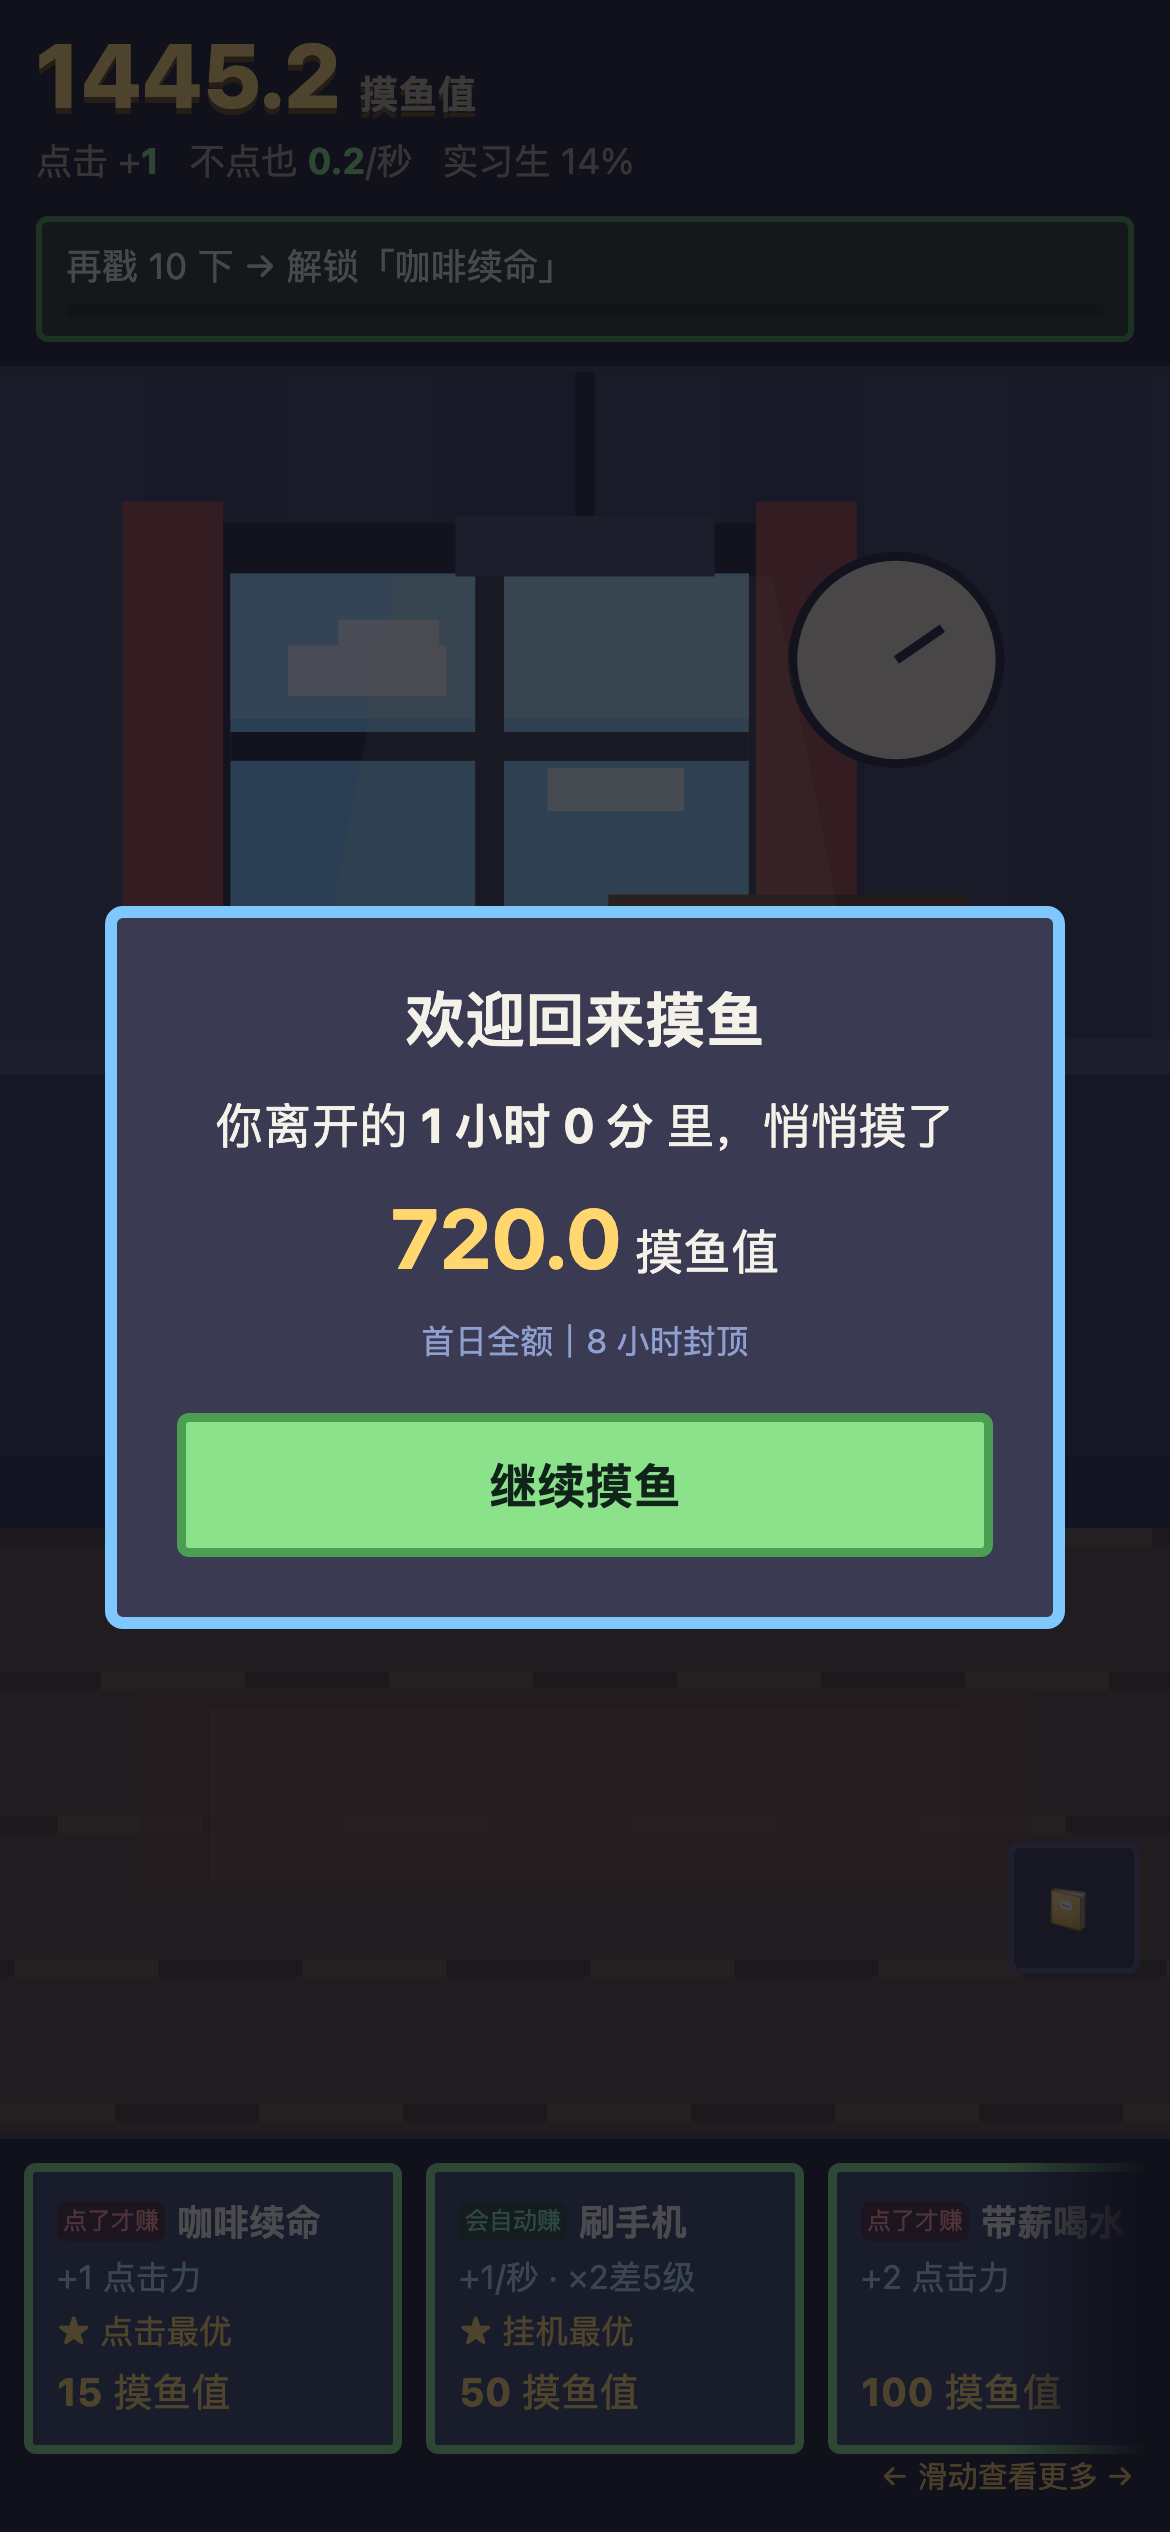 1445.2 摸鱼值
点击 +1 不点也 0.2/秒 实习生 14%
再戳 10 下 → 解锁「咖啡续命」
欢迎回来摸鱼
你离开的 1 小时 0 分 里，悄悄摸了
720.0 摸鱼值
首日全额 | 8 小时封顶
继续摸鱼
点了才赚 咖啡续命
+1 点击力
★ 点击最优
15 摸鱼值
会自动赚 刷手机
+1/秒 · ×2差5级
★ 挂机最优
50 摸鱼值
点了才赚 带薪喝水
+2 点击力
100 摸鱼值
← 滑动查看更多 →